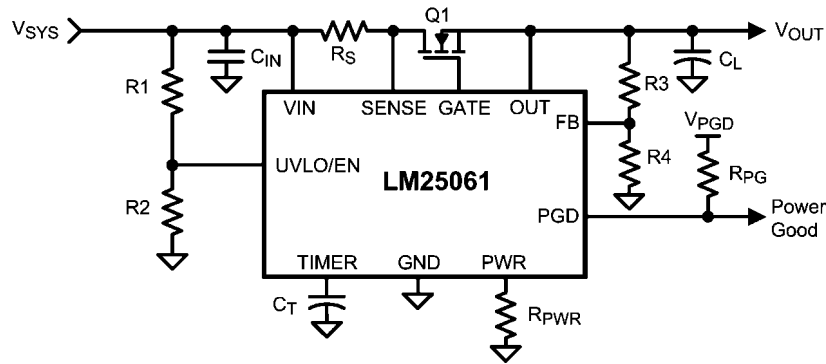 Q1
VSYS
VOUT
CIN
RS
CL
R1
R3
VIN
SENSE
GATE
OUT
FB
VPGD
UVLO/EN
LM25061
R4
RPG
R2
PGD
Power
Good
TIMER
GND
PWR
CT
RPWR